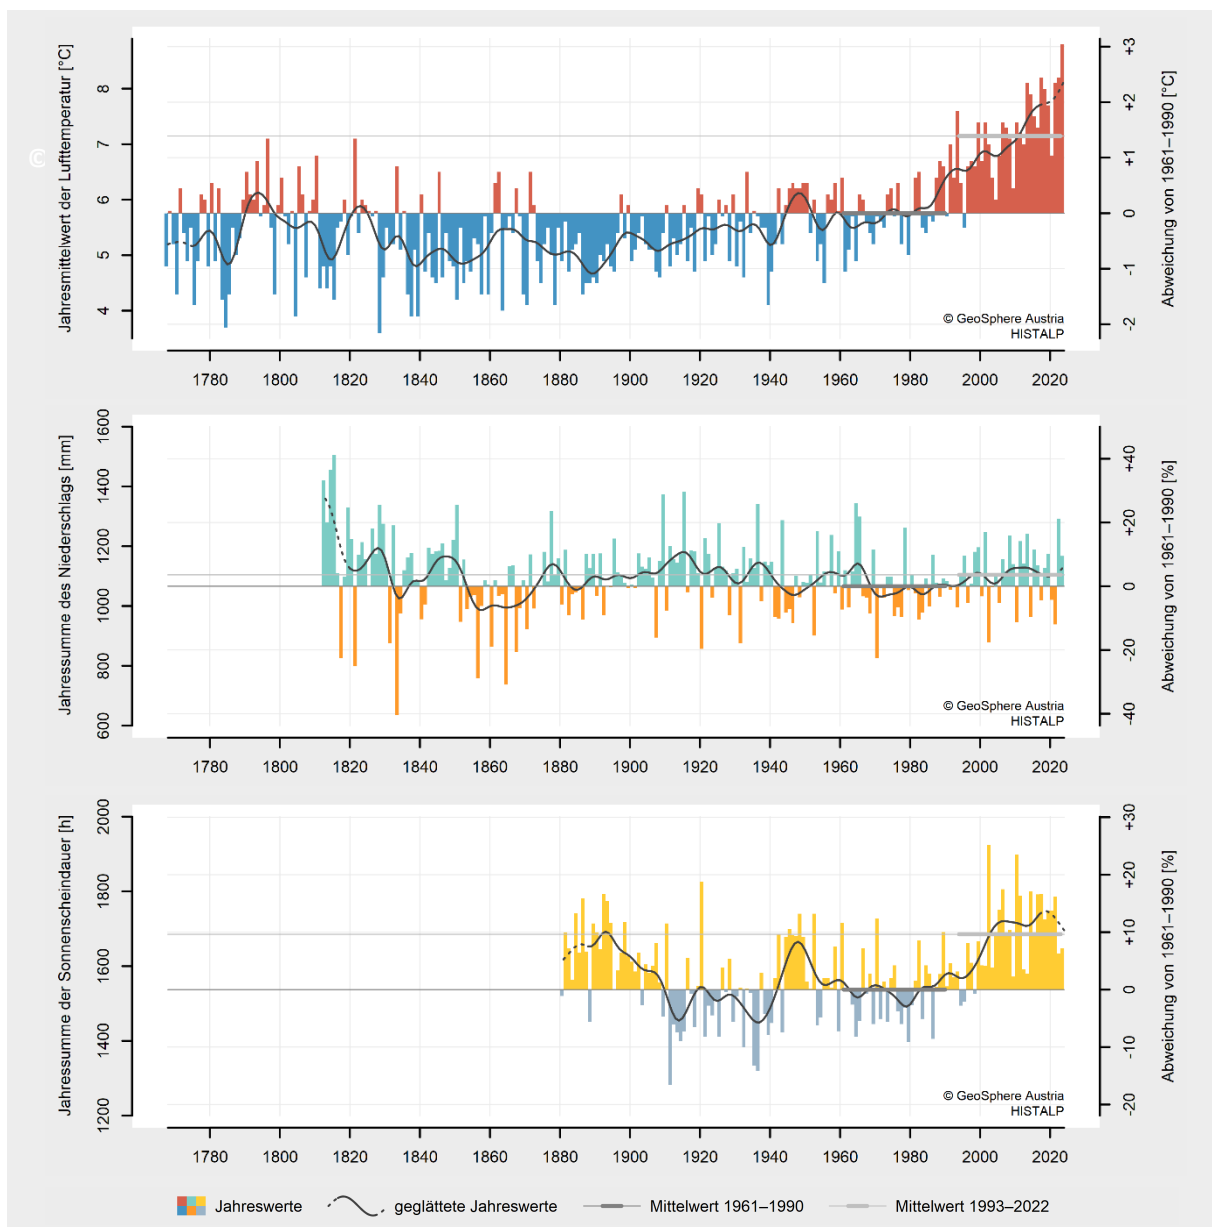 Jahresmittelwert der Lufttemperatur [°C]
8
7
6
5
4
+3
+2
+1
0
-1
-2
Abweichung von 1961–1990 [°C]
©
© GeoSphere Austria
HISTALP
1780 1800 1820 1840 1860 1880 1900 1920 1940 1960 1980 2000 2020
Jahressumme des Niederschlags [mm]
1600
1400
1200
1000
800
600
+40
+20
0
-20
-40
Abweichung von 1961–1990 [%]
© GeoSphere Austria
HISTALP
1780 1800 1820 1840 1860 1880 1900 1920 1940 1960 1980 2000 2020
Jahressumme der Sonnenscheindauer [h]
2000
1800
1600
1400
1200
+30
+20
+10
0
-10
-20
Abweichung von 1961–1990 [%]
© GeoSphere Austria
HISTALP
1780 1800 1820 1840 1860 1880 1900 1920 1940 1960 1980 2000 2020
Jahreswerte geglättete Jahreswerte Mittelwert 1961–1990 Mittelwert 1993–2022